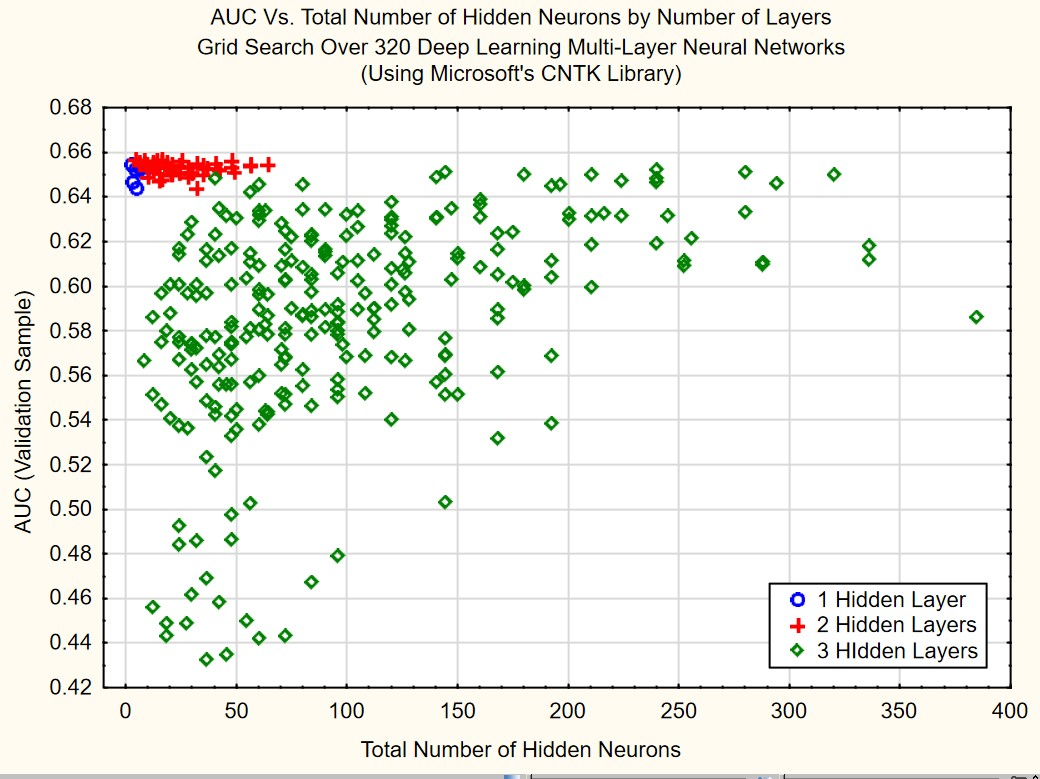 AUC Vs. Total Number of Hidden Neurons by Number of Layers
Grid Search Over 320 Deep Learning Multi-Layer Neural Networks
(Using Microsoft's CNTK Library)
AUC (Validation Sample)
0.68
0.66
0.64
0.62
0.60
0.58
0.56
0.54
0.52
0.50
0.48
0.46
0.44
0.42
1 Hidden Layer
2 Hidden Layers
3 HIdden Layers
0 50 100 150 200 250 300 350 400
Total Number of Hidden Neurons